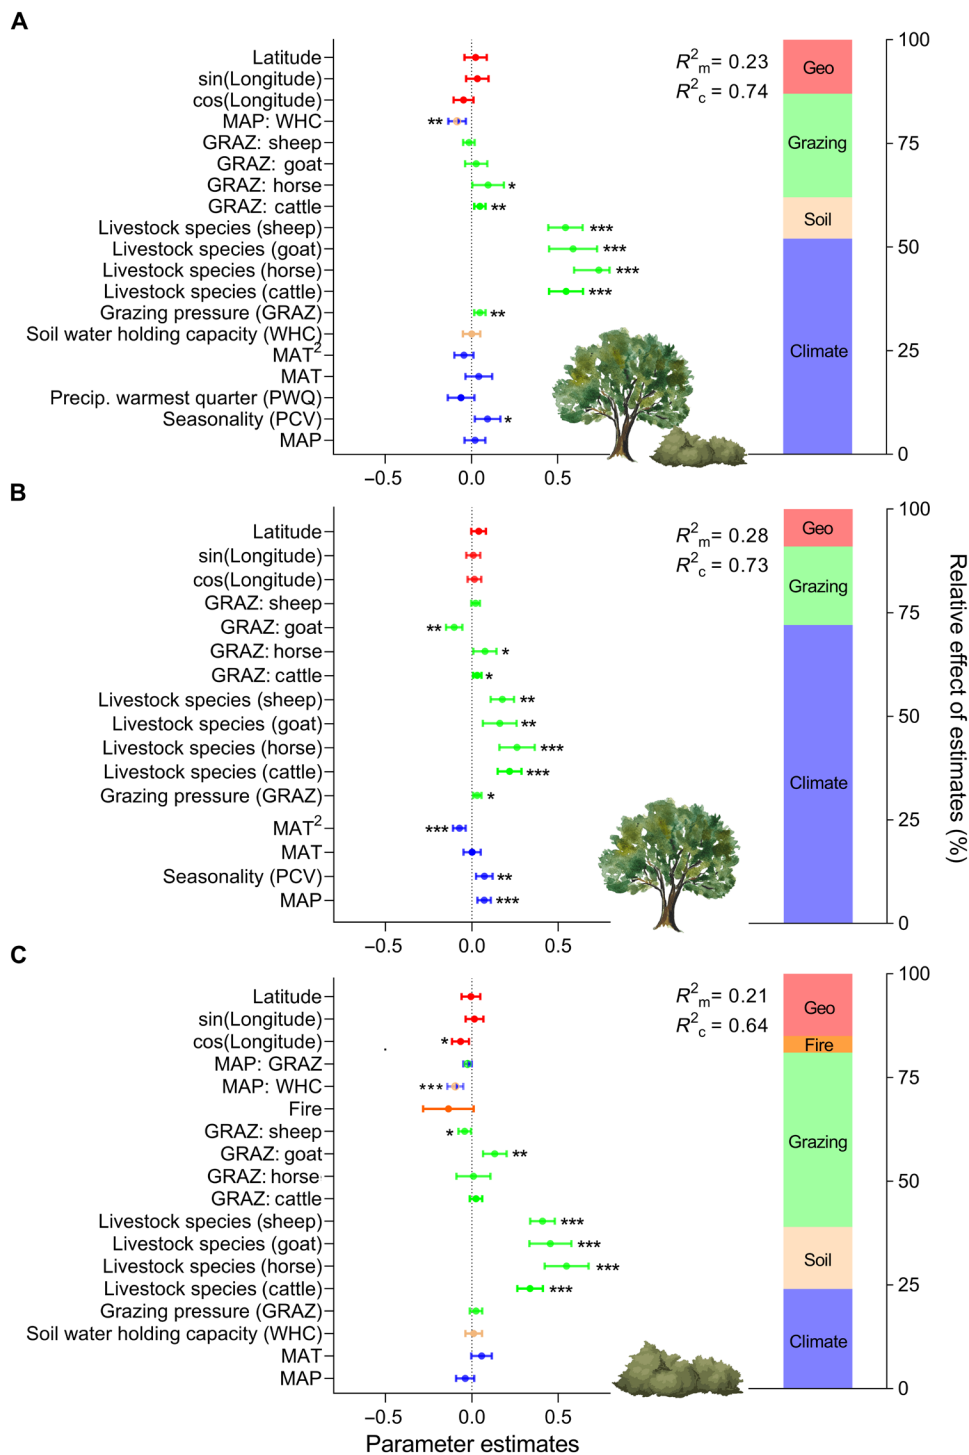 A
Latitude
sin(Longitude)
cos(Longitude)
MAP: WHC
**
GRAZ: sheep
GRAZ: goat
GRAZ: horse
*
GRAZ: cattle
**
Livestock species (sheep)
***
Livestock species (goat)
***
Livestock species (horse)
***
Livestock species (cattle)
***
Grazing pressure (GRAZ)
**
Soil water holding capacity (WHC)
MAT²
MAT
Precip. warmest quarter (PWQ)
Seasonality (PCV)
*
MAP
−0.5 0.0 0.5
R²m = 0.23
R²c = 0.74
Geo
Grazing
Soil
Climate
100
75
50
25
0
B
Latitude
sin(Longitude)
cos(Longitude)
GRAZ: sheep
GRAZ: goat
**
GRAZ: horse
*
GRAZ: cattle
*
Livestock species (sheep)
**
Livestock species (goat)
**
Livestock species (horse)
***
Livestock species (cattle)
***
Grazing pressure (GRAZ)
*
MAT²
***
MAT
Seasonality (PCV)
**
MAP
***
−0.5 0.0 0.5
R²m = 0.28
R²c = 0.73
Geo
Grazing
Climate
100
75
50
25
0
Relative effect of estimates (%)
C
Latitude
sin(Longitude)
cos(Longitude)
*
MAP: GRAZ
MAP: WHC
***
Fire
GRAZ: sheep
*
GRAZ: goat
**
GRAZ: horse
GRAZ: cattle
Livestock species (sheep)
***
Livestock species (goat)
***
Livestock species (horse)
***
Livestock species (cattle)
***
Grazing pressure (GRAZ)
Soil water holding capacity (WHC)
MAT
MAP
−0.5 0.0 0.5
Parameter estimates
R²m = 0.21
R²c = 0.64
Geo
Fire
Grazing
Soil
Climate
100
75
50
25
0